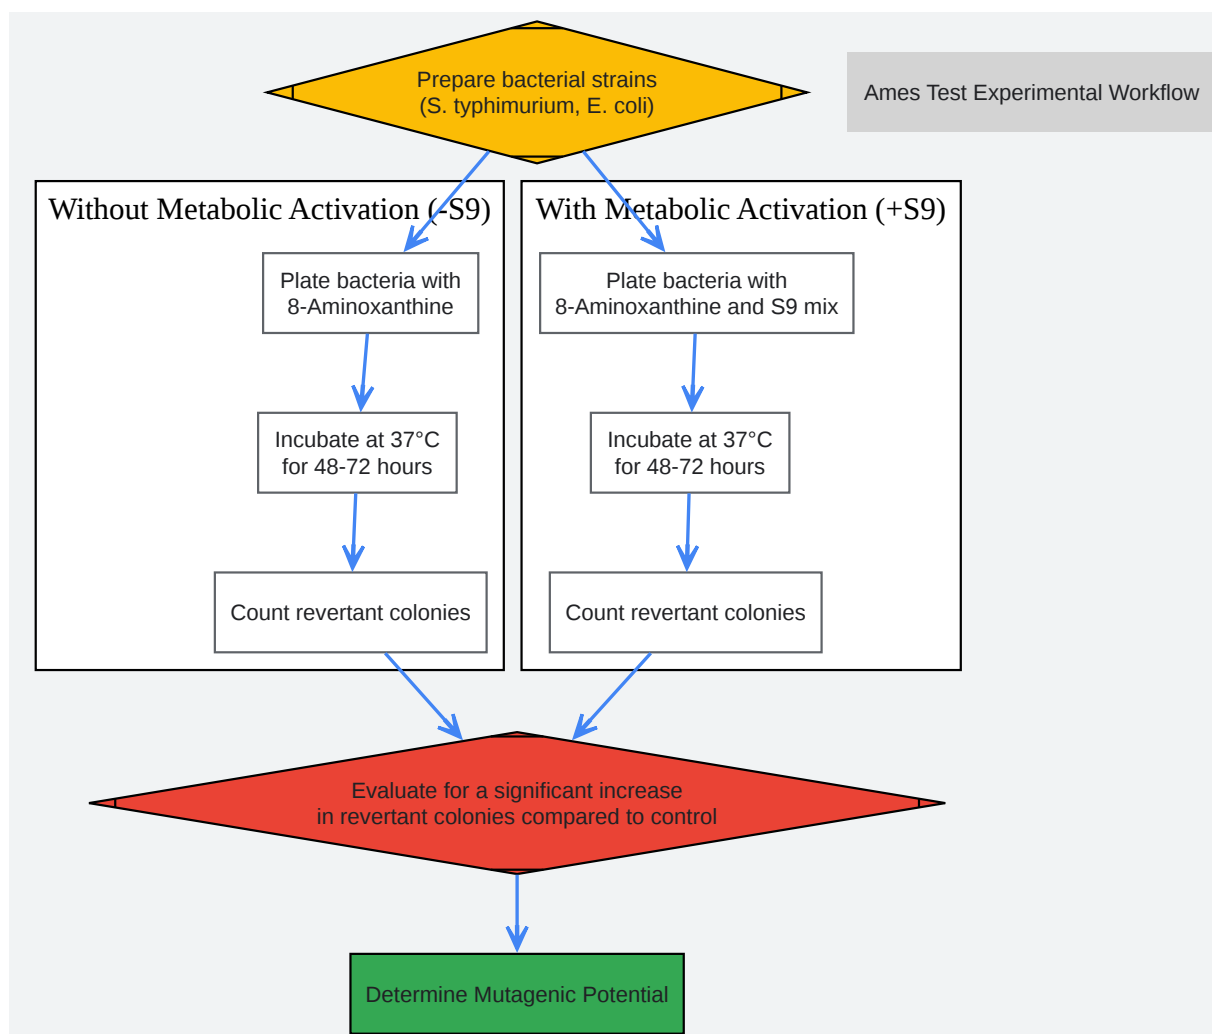 Prepare bacterial strains
(S. typhimurium, E. coli)
Ames Test Experimental Workflow
Without Metabolic Activation (-S9)
With Metabolic Activation (+S9)
Plate bacteria with
8-Aminoxanthine
Plate bacteria with
8-Aminoxanthine and S9 mix
Incubate at 37°C
for 48-72 hours
Incubate at 37°C
for 48-72 hours
Count revertant colonies
Count revertant colonies
Evaluate for a significant increase
in revertant colonies compared to control
Determine Mutagenic Potential